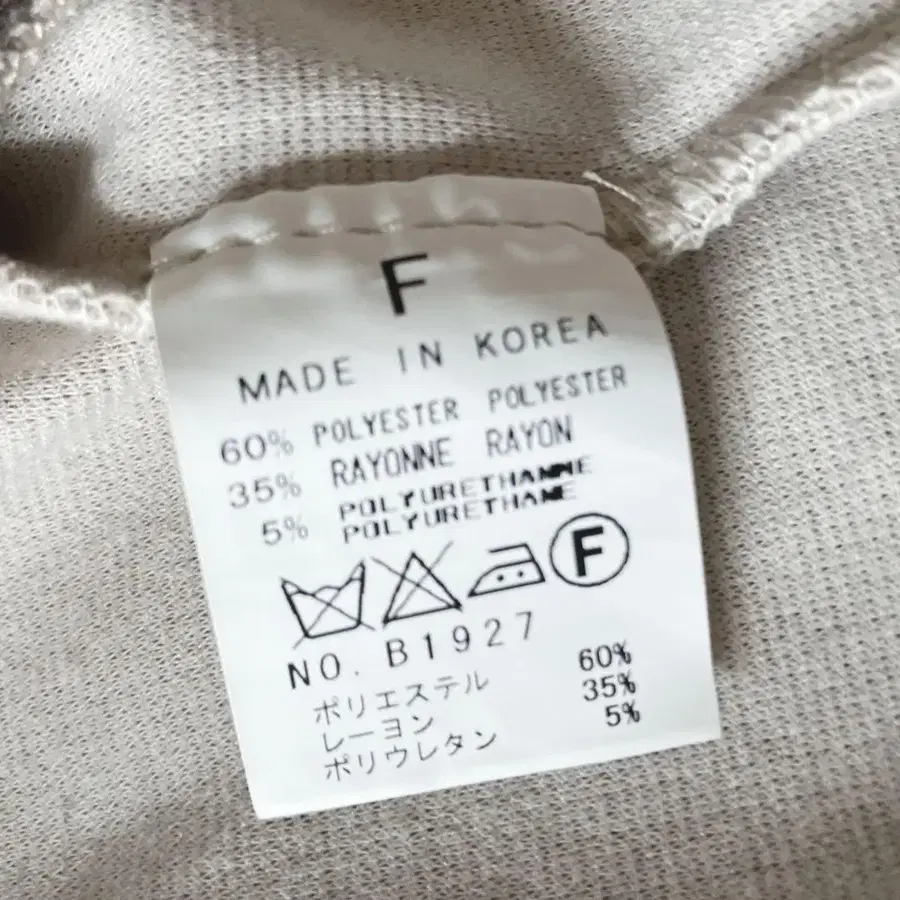 F
MADE IN KOREA
60% POLYESTER POLYESTER
35% RAYONNE RAYON
5% POLYURETHANNE
POLYURETHANE
F
NO. B1927
ポリエステル 60%
レーヨン 35%
ポリウレタン 5%